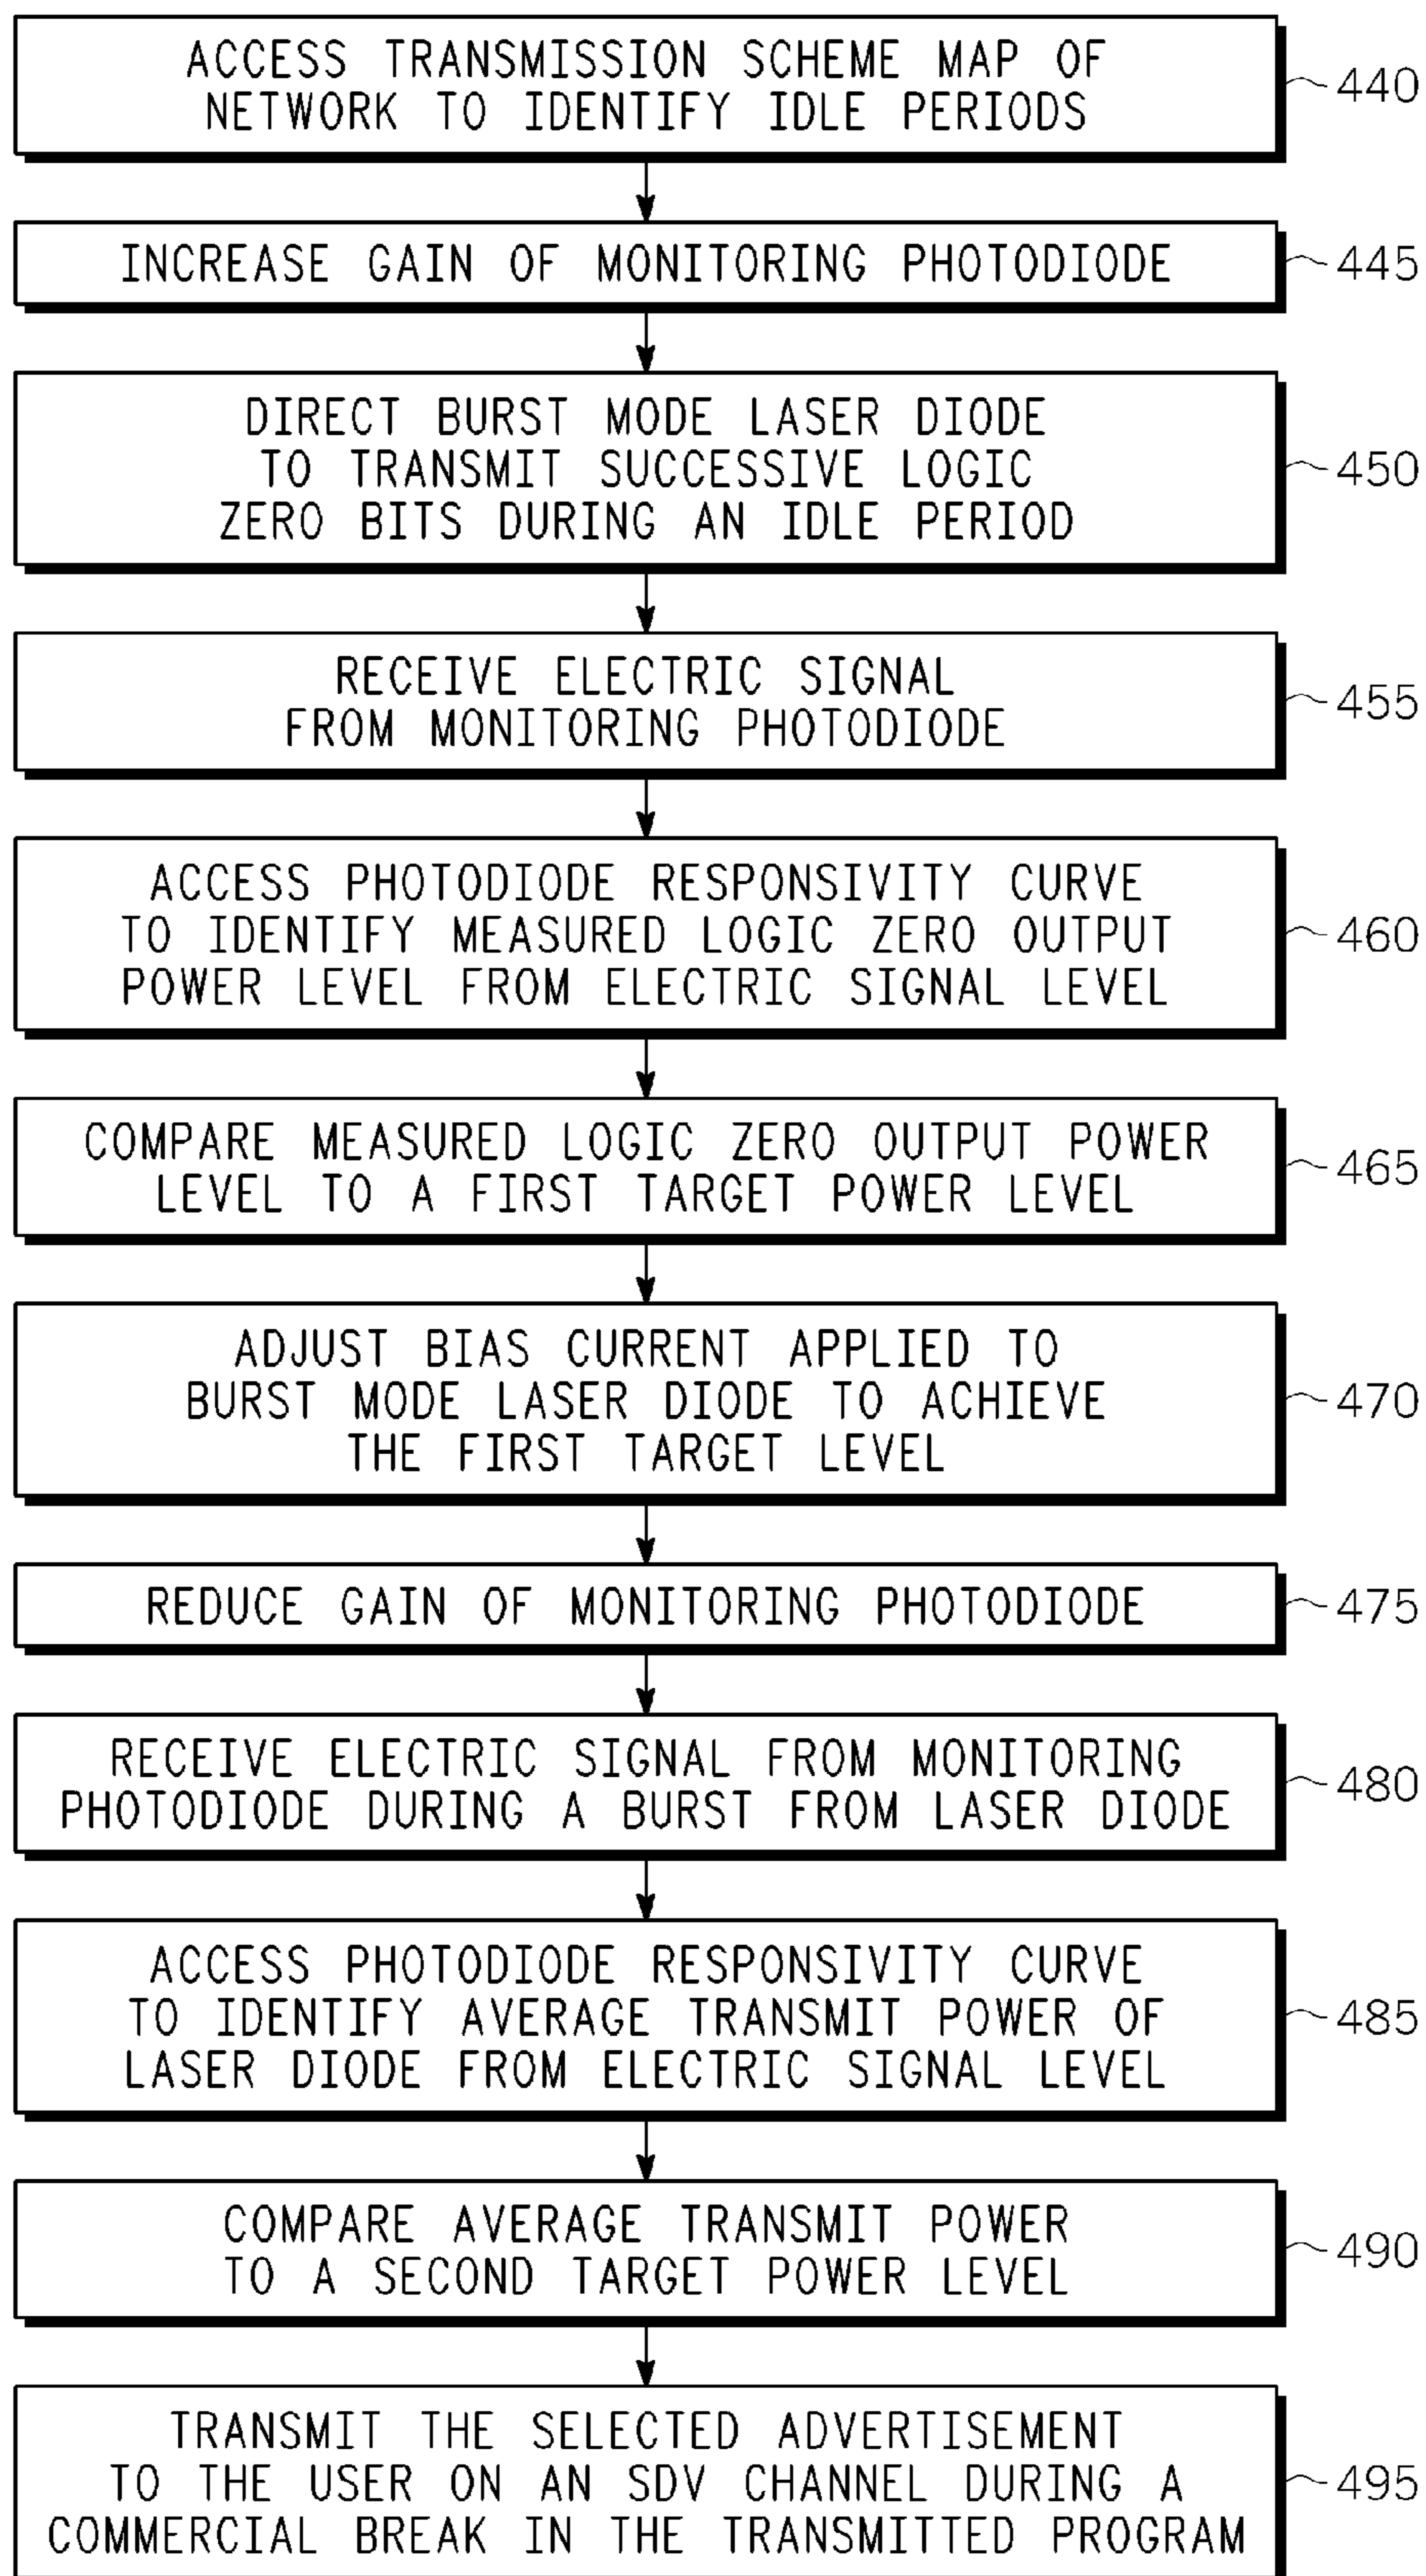 ACCESS TRANSMISSION SCHEME MAP OF
NETWORK TO IDENTIFY IDLE PERIODS
440
INCREASE GAIN OF MONITORING PHOTODIODE
445
DIRECT BURST MODE LASER DIODE
TO TRANSMIT SUCCESSIVE LOGIC
ZERO BITS DURING AN IDLE PERIOD
450
RECEIVE ELECTRIC SIGNAL
FROM MONITORING PHOTODIODE
455
ACCESS PHOTODIODE RESPONSIVITY CURVE
TO IDENTIFY MEASURED LOGIC ZERO OUTPUT
POWER LEVEL FROM ELECTRIC SIGNAL LEVEL
460
COMPARE MEASURED LOGIC ZERO OUTPUT POWER
LEVEL TO A FIRST TARGET POWER LEVEL
465
ADJUST BIAS CURRENT APPLIED TO
BURST MODE LASER DIODE TO ACHIEVE
THE FIRST TARGET LEVEL
470
REDUCE GAIN OF MONITORING PHOTODIODE
475
RECEIVE ELECTRIC SIGNAL FROM MONITORING
PHOTODIODE DURING A BURST FROM LASER DIODE
480
ACCESS PHOTODIODE RESPONSIVITY CURVE
TO IDENTIFY AVERAGE TRANSMIT POWER OF
LASER DIODE FROM ELECTRIC SIGNAL LEVEL
485
COMPARE AVERAGE TRANSMIT POWER
TO A SECOND TARGET POWER LEVEL
490
TRANSMIT THE SELECTED ADVERTISEMENT
TO THE USER ON AN SDV CHANNEL DURING A
COMMERCIAL BREAK IN THE TRANSMITTED PROGRAM
495